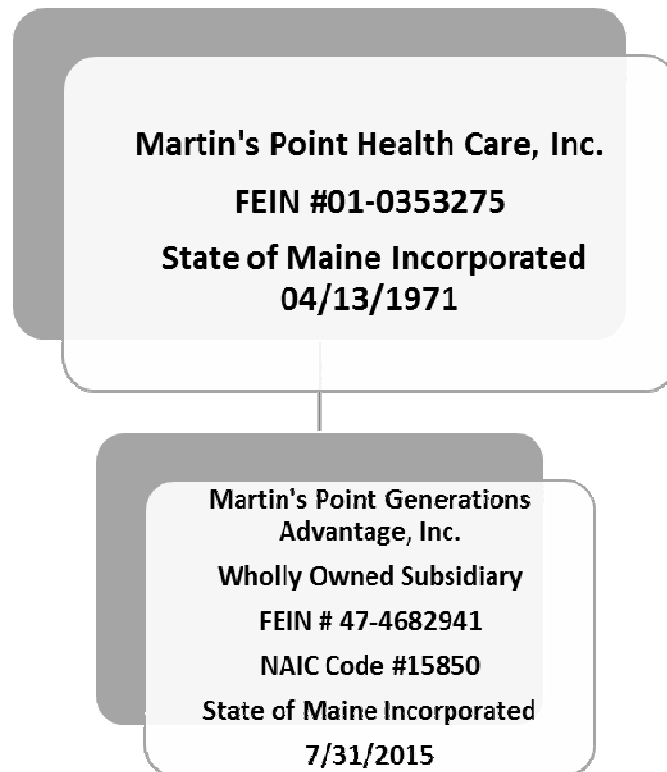 Martin's Point Health Care, Inc.
FEIN #01-0353275
State of Maine Incorporated
04/13/1971
Martin's Point Generations
Advantage, Inc.
Wholly Owned Subsidiary
FEIN # 47-4682941
NAIC Code #15850
State of Maine Incorporated
7/31/2015